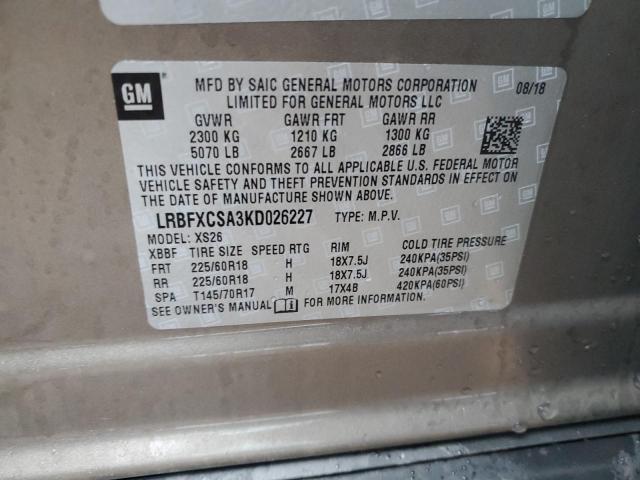 GM
MFD BY SAIC GENERAL MOTORS CORPORATION 08/18
LIMITED FOR GENERAL MOTORS LLC
GVWR GAWR FRT GAWR RR
2300 KG 1210 KG 1300 KG
5070 LB 2667 LB 2866 LB
THIS VEHICLE CONFORMS TO ALL APPLICABLE U.S. FEDERAL MOTOR
VEHICLE SAFETY AND THEFT PREVENTION STANDARDS IN EFFECT ON
THE DATE OF MANUFACTURE SHOWN ABOVE.
LRBFXCSA3KD026227 TYPE: M.P.V.
MODEL: XS26
XBBF TIRE SIZE SPEED RTG RIM COLD TIRE PRESSURE
FRT 225/60R18 H 18X7.5J 240KPA(35PSI)
RR 225/60R18 H 18X7.5J 240KPA(35PSI)
SPA T145/70R17 M 17X4B 420KPA(60PSI)
SEE OWNER'S MANUAL FOR MORE INFORMATION.